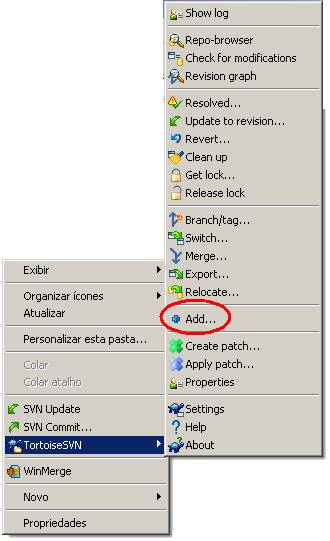 Show log
Repo-browser
Check for modifications
Revision graph
Resolved...
Update to revision...
Revert...
Clean up
Get lock...
Release lock
Branch/tag...
Switch...
Merge...
Export...
Relocate...
Add...
Create patch...
Apply patch...
Properties
Settings
Help
About
Exibir
Organizar ícones
Atualizar
Personalizar esta pasta...
Colar
Colar atalho
SVN Update
SVN Commit...
TortoiseSVN
WinMerge
Novo
Propriedades